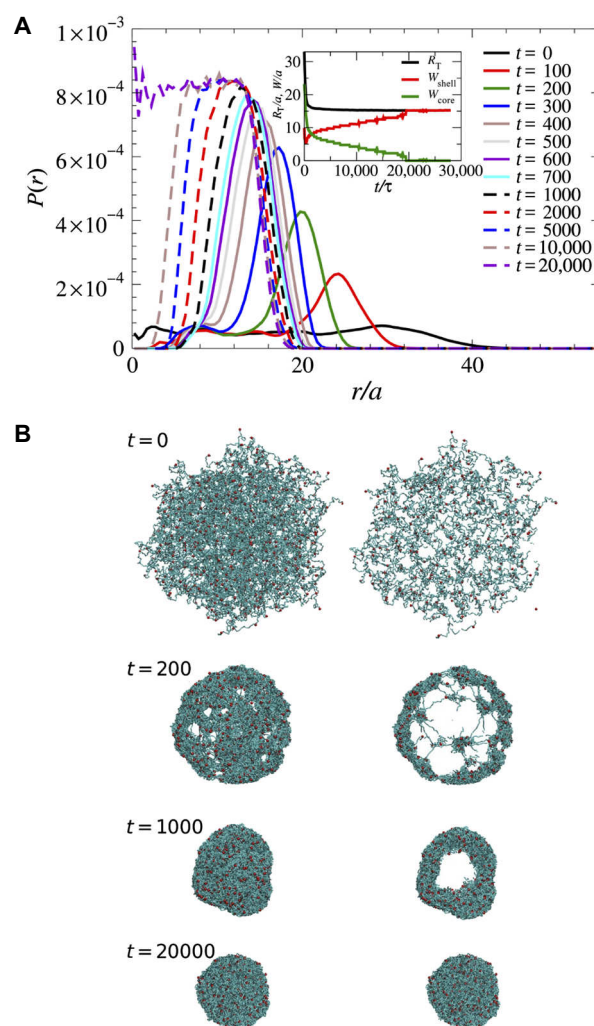 A
1×10⁻³
8×10⁻⁴
6×10⁻⁴
4×10⁻⁴
2×10⁻⁴
0
P(r)
0 20 40
r/a
30
20
10
0
R_T/a, W/a
0 10,000 20,000 30,000
t/τ
R_T
W_shell
W_core
t = 0
t = 100
t = 200
t = 300
t = 400
t = 500
t = 600
t = 700
t = 1000
t = 2000
t = 5000
t = 10,000
t = 20,000
B
t = 0
t = 200
t = 1000
t = 20000